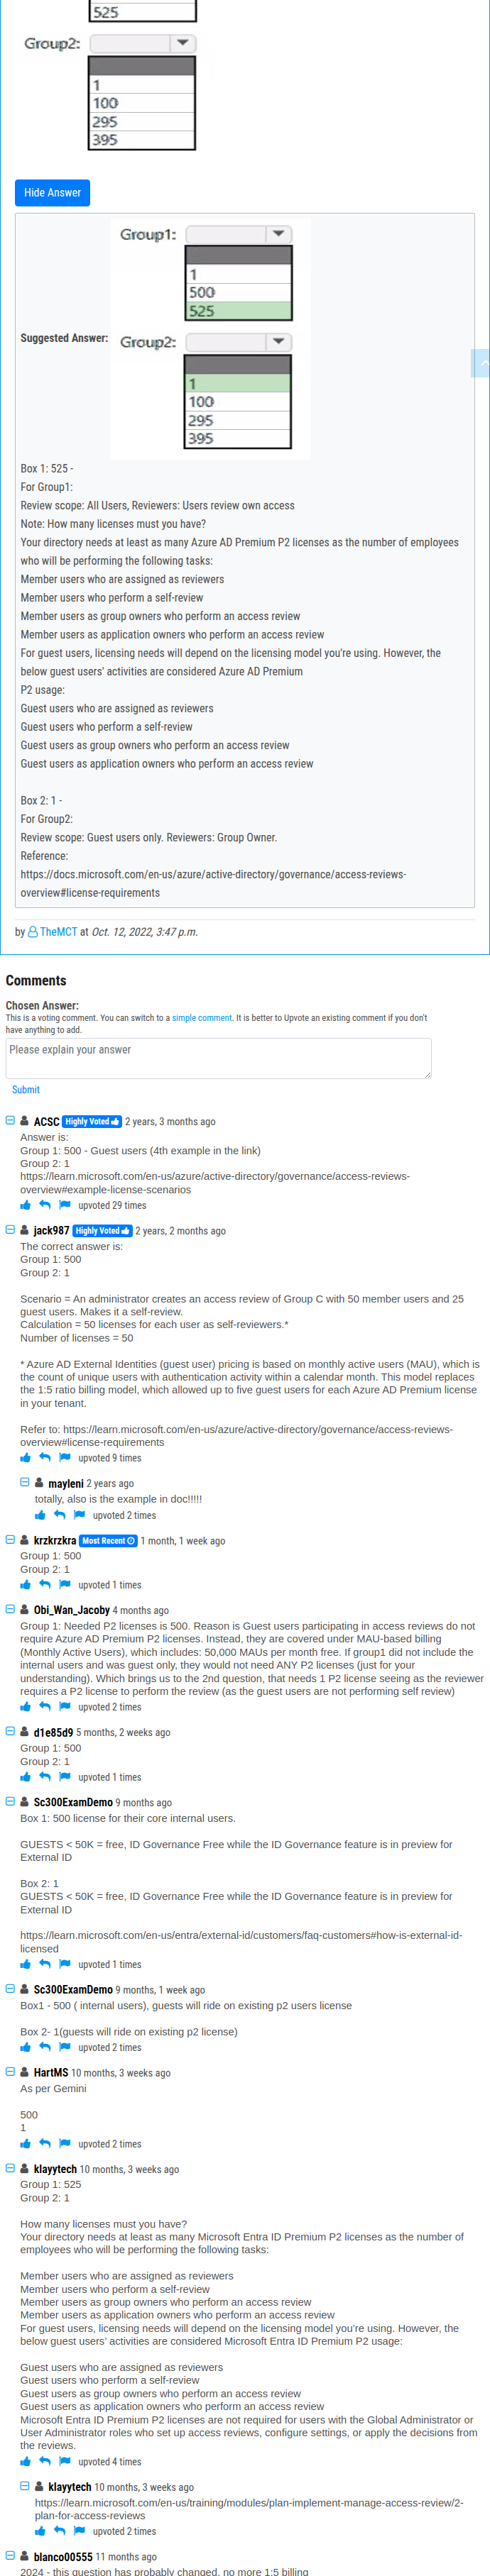 525
Group2:
1
100
295
395
Hide Answer
Group1:
1
500
525
Suggested Answer:
Group2:
1
100
295
395
Box 1: 525 -
For Group1:
Review scope: All Users, Reviewers: Users review own access
Note: How many licenses must you have?
Your directory needs at least as many Azure AD Premium P2 licenses as the number of employees
who will be performing the following tasks:
Member users who are assigned as reviewers
Member users who perform a self-review
Member users as group owners who perform an access review
Member users as application owners who perform an access review
For guest users, licensing needs will depend on the licensing model you're using. However, the
below guest users' activities are considered Azure AD Premium
P2 usage:
Guest users who are assigned as reviewers
Guest users who perform a self-review
Guest users as group owners who perform an access review
Guest users as application owners who perform an access review
Box 2: 1 -
For Group2:
Review scope: Guest users only. Reviewers: Group Owner.
Reference:
https://docs.microsoft.com/en-us/azure/active-directory/governance/access-reviews-
overview#license-requirements
by TheMCT at Oct. 12, 2022, 3:47 p.m.
Comments
Chosen Answer:
This is a voting comment. You can switch to a simple comment. It is better to Upvote an existing comment if you don't
have anything to add.
Please explain your answer
Submit
ACSC Highly Voted 2 years, 3 months ago
Answer is:
Group 1: 500 - Guest users (4th example in the link)
Group 2: 1
https://learn.microsoft.com/en-us/azure/active-directory/governance/access-reviews-
overview#example-license-scenarios
upvoted 29 times
jack987 Highly Voted 2 years, 2 months ago
The correct answer is:
Group 1: 500
Group 2: 1
Scenario = An administrator creates an access review of Group C with 50 member users and 25
guest users. Makes it a self-review.
Calculation = 50 licenses for each user as self-reviewers.*
Number of licenses = 50
* Azure AD External Identities (guest user) pricing is based on monthly active users (MAU), which is
the count of unique users with authentication activity within a calendar month. This model replaces
the 1:5 ratio billing model, which allowed up to five guest users for each Azure AD Premium license
in your tenant.
Refer to: https://learn.microsoft.com/en-us/azure/active-directory/governance/access-reviews-
overview#license-requirements
upvoted 9 times
mayleni 2 years ago
totally, also is the example in doc!!!!!
upvoted 2 times
krzkrzkra Most Recent 1 month, 1 week ago
Group 1: 500
Group 2: 1
upvoted 1 times
Obi_Wan_Jacoby 4 months ago
Group 1: Needed P2 licenses is 500. Reason is Guest users participating in access reviews do not
require Azure AD Premium P2 licenses. Instead, they are covered under MAU-based billing
(Monthly Active Users), which includes: 50,000 MAUs per month free. If group1 did not include the
internal users and was guest only, they would not need ANY P2 licenses (just for your
understanding). Which brings us to the 2nd question, that needs 1 P2 license seeing as the reviewer
requires a P2 license to perform the review (as the guest users are not performing self review)
upvoted 2 times
d1e85d9 5 months, 2 weeks ago
Group 1: 500
Group 2: 1
upvoted 1 times
Sc300ExamDemo 9 months ago
Box 1: 500 license for their core internal users.
GUESTS < 50K = free, ID Governance Free while the ID Governance feature is in preview for
External ID
Box 2: 1
GUESTS < 50K = free, ID Governance Free while the ID Governance feature is in preview for
External ID
https://learn.microsoft.com/en-us/entra/external-id/customers/faq-customers#how-is-external-id-
licensed
upvoted 1 times
Sc300ExamDemo 9 months, 1 week ago
Box1 - 500 ( internal users), guests will ride on existing p2 users license
Box 2- 1(guests will ride on existing p2 license)
upvoted 2 times
HartMS 10 months, 3 weeks ago
As per Gemini
500
1
upvoted 2 times
klayytech 10 months, 3 weeks ago
Group 1: 525
Group 2: 1
How many licenses must you have?
Your directory needs at least as many Microsoft Entra ID Premium P2 licenses as the number of
employees who will be performing the following tasks:
Member users who are assigned as reviewers
Member users who perform a self-review
Member users as group owners who perform an access review
Member users as application owners who perform an access review
For guest users, licensing needs will depend on the licensing model you're using. However, the
below guest users' activities are considered Microsoft Entra ID Premium P2 usage:
Guest users who are assigned as reviewers
Guest users who perform a self-review
Guest users as group owners who perform an access review
Guest users as application owners who perform an access review
Microsoft Entra ID Premium P2 licenses are not required for users with the Global Administrator or
User Administrator roles who set up access reviews, configure settings, or apply the decisions from
the reviews.
upvoted 4 times
klayytech 10 months, 3 weeks ago
https://learn.microsoft.com/en-us/training/modules/plan-implement-manage-access-review/2-
plan-for-access-reviews
upvoted 2 times
blanco00555 11 months ago
2024 - this question has probably changed, no more 1:5 billing